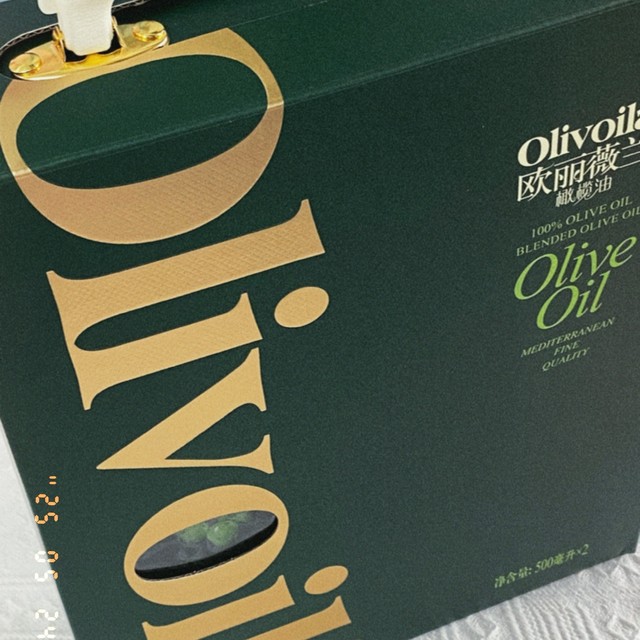 Olivoil
Olivoila
欧丽薇兰
橄榄油
100% OLIVE OIL
BLENDED OLIVE OIL
Olive
Oil
MEDITERRANEAN
FINE
QUALITY
净含量: 500毫升×2
"25 05 24